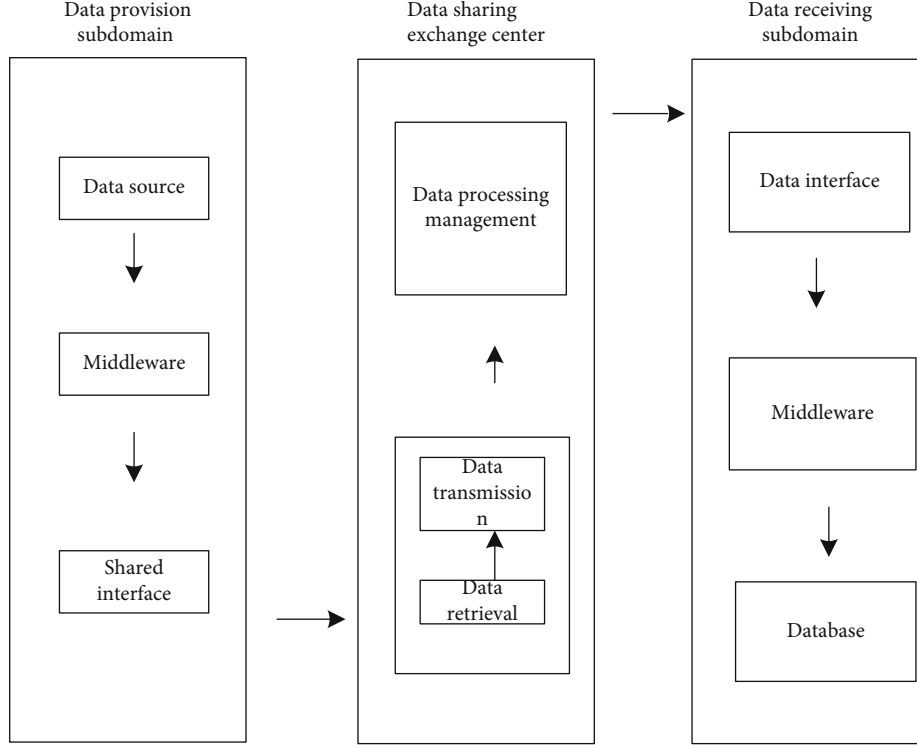 Data provision
subdomain
Data source
Middleware
Shared
interface
Data sharing
exchange center
Data processing
management
Data
transmissio
n
Data
retrieval
Data receiving
subdomain
Data interface
Middleware
Database